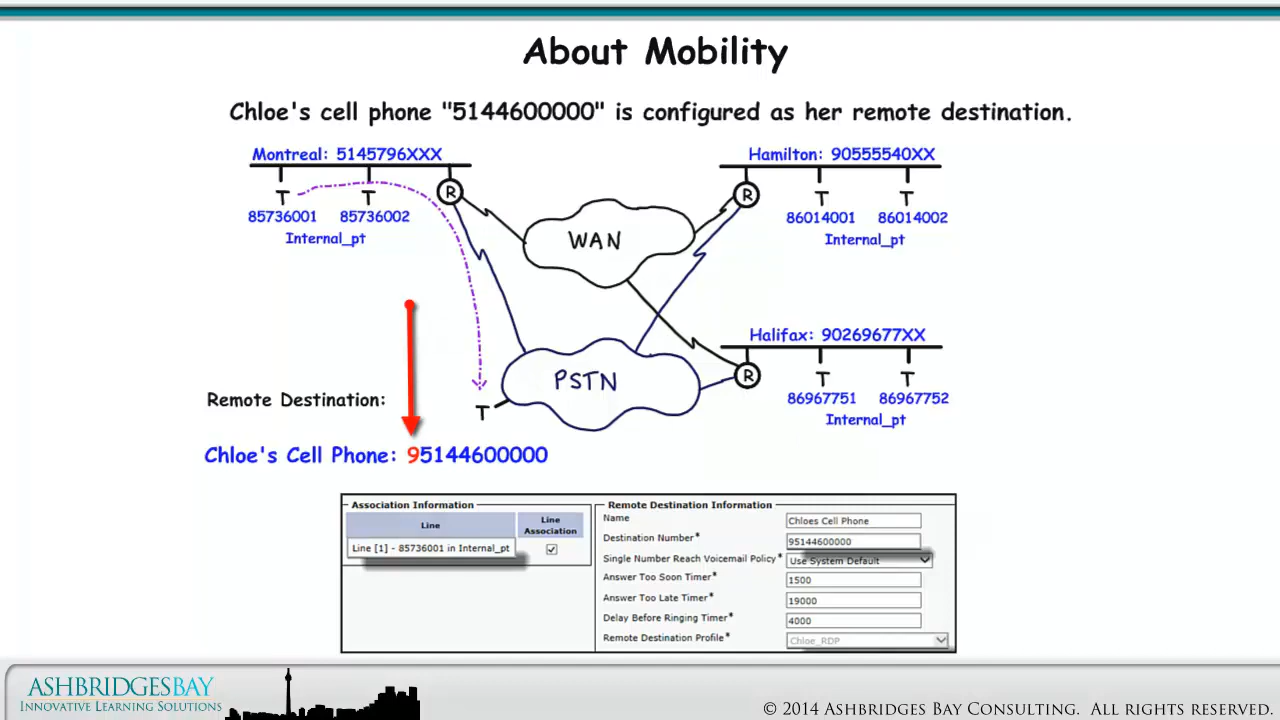 About Mobility
Chloe's cell phone "5144600000" is configured as her remote destination.
Montreal: 5145796XXX
Hamilton: 90555540XX
T
T
R
R
T
T
85736001
85736002
86014001
86014002
Internal_pt
Internal_pt
WAN
Halifax: 90269677XX
PSTN
R
T
T
86967751
86967752
Internal_pt
Remote Destination:
T
Chloe's Cell Phone: 95144600000
Association Information
Line
Line Association
Line [1] - 85736001 in Internal_pt
Remote Destination Information
Name
Chloes Cell Phone
Destination Number*
95144600000
Single Number Reach Voicemail Policy*
Use System Default
Answer Too Soon Timer*
1500
Answer Too Late Timer*
19000
Delay Before Ringing Timer*
4000
Remote Destination Profile*
Chloe_RDP
ASHBRIDGESBAY
INNOVATIVE LEARNING SOLUTIONS
© 2014 ASHBRIDGES BAY CONSULTING. ALL RIGHTS RESERVED.